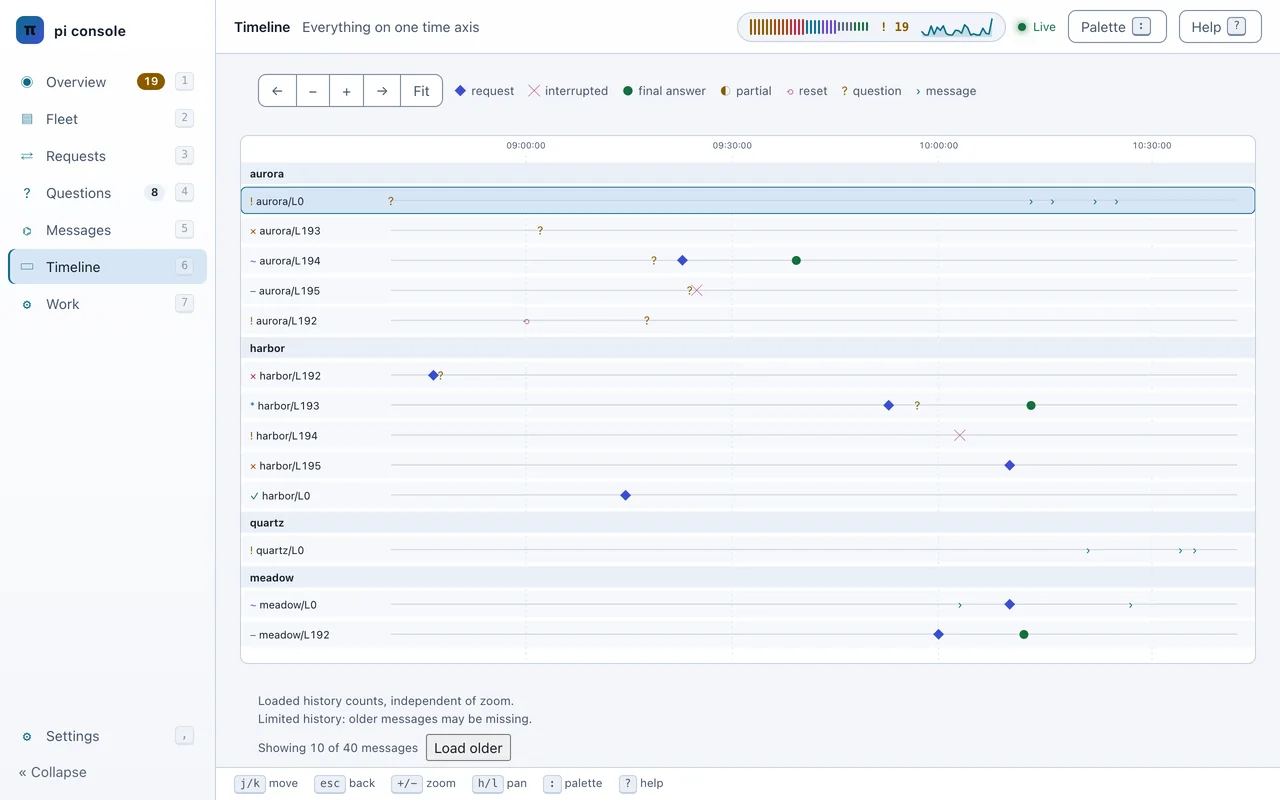 π pi console
Overview 19 1
Fleet 2
Requests 3
? Questions 8 4
Messages 5
Timeline 6
Work 7
Settings ,
« Collapse
Timeline Everything on one time axis
! 19
Live
Palette :
Help ?
← − + → Fit
request interrupted final answer partial reset ? question › message
09:00:00 09:30:00 10:00:00 10:30:00
aurora
! aurora/L0 ? › › › ›
× aurora/L193 ?
~ aurora/L194 ?
– aurora/L195 ?
! aurora/L192 ?
harbor
× harbor/L192 ?
* harbor/L193 ?
! harbor/L194
× harbor/L195
✓ harbor/L0
quartz
! quartz/L0 › › ›
meadow
~ meadow/L0 › ›
– meadow/L192
Loaded history counts, independent of zoom.
Limited history: older messages may be missing.
Showing 10 of 40 messages Load older
j/k move esc back +/− zoom h/l pan : palette ? help